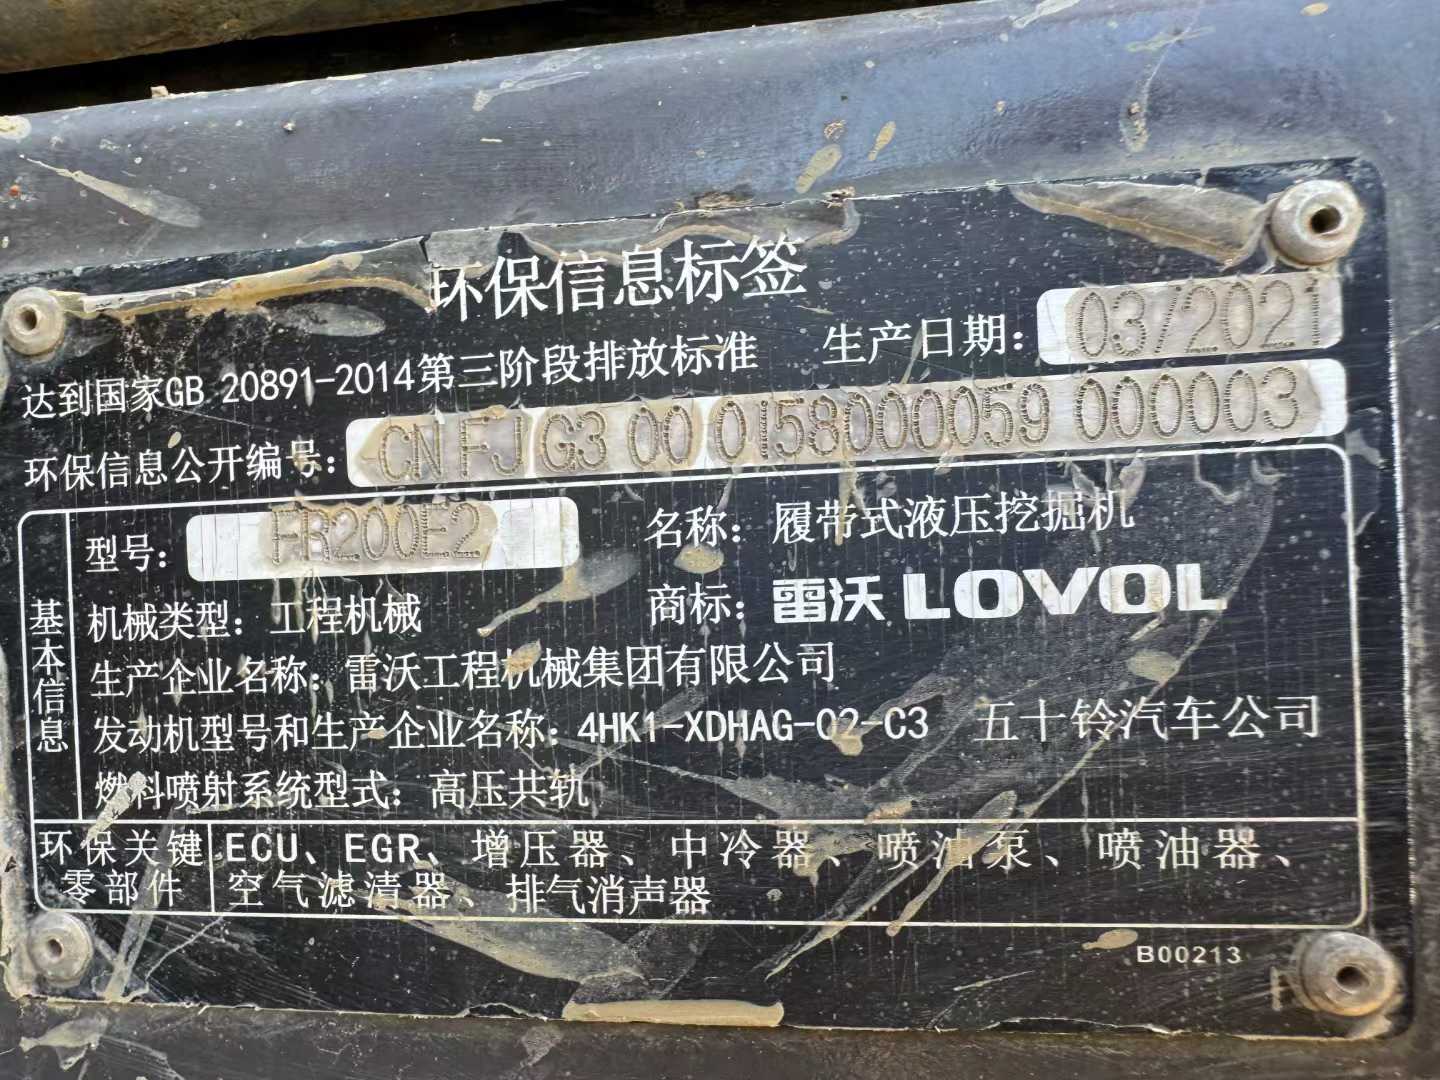 环保信息标签
达到国家GB 20891-2014第三阶段排放标准 生产日期: 03/2021
环保信息公开编号: CN FJ G3 00 0158000059 000003
基本信息
型号: FR200E2 名称: 履带式液压挖掘机
机械类型: 工程机械 商标: 雷沃 LOVOL
生产企业名称: 雷沃工程机械集团有限公司
发动机型号和生产企业名称: 4HK1-XDHAG-02-C3 五十铃汽车公司
燃料喷射系统型式: 高压共轨
环保关键零部件
ECU、EGR、增压器、中冷器、喷油泵、喷油器、
空气滤清器、排气消声器
B00213